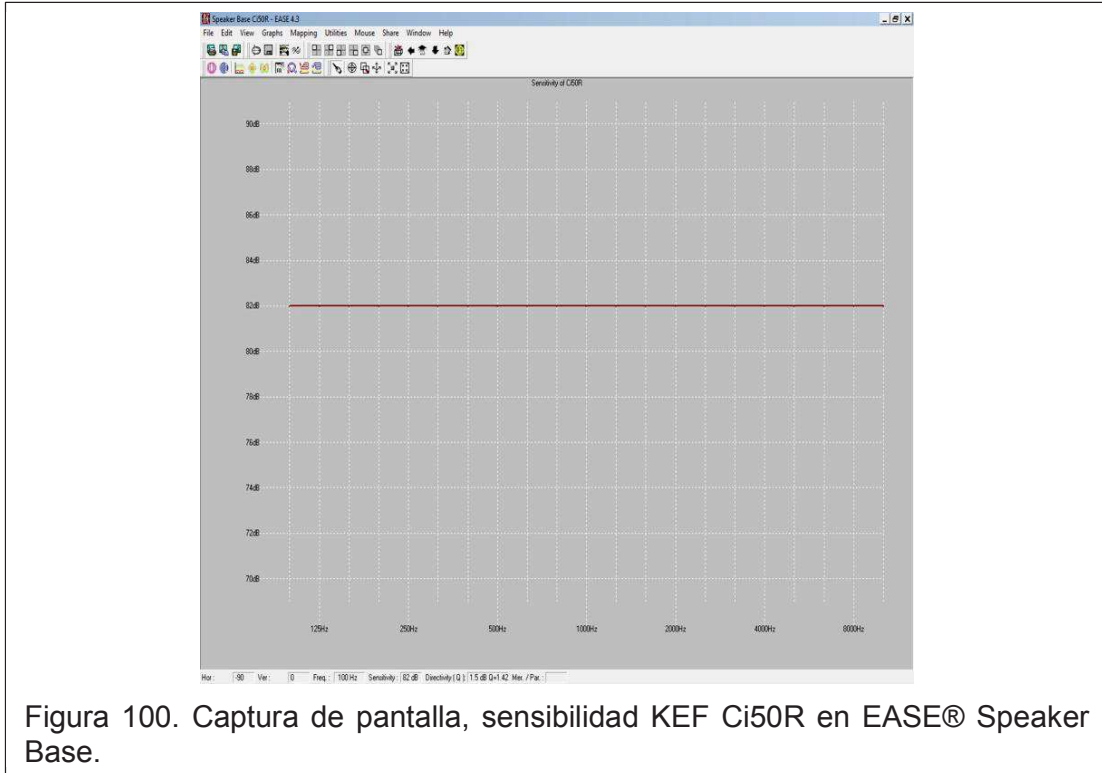 Speaker Base Ci50R - EASE 4.3
File Edit View Graphs Mapping Utilities Mouse Share Window Help
Sensitivity of Ci50R
90dB
88dB
86dB
84dB
82dB
80dB
78dB
76dB
74dB
72dB
70dB
125Hz 250Hz 500Hz 1000Hz 2000Hz 4000Hz 8000Hz
Hor: -90 Ver: 0 Freq.: 100 Hz Sensitivity: 82 dB Directivity ( Q ): 1.5 dB Q=1.42 Mer. / Par.:
Figura 100. Captura de pantalla, sensibilidad KEF Ci50R en EASE® Speaker
Base.